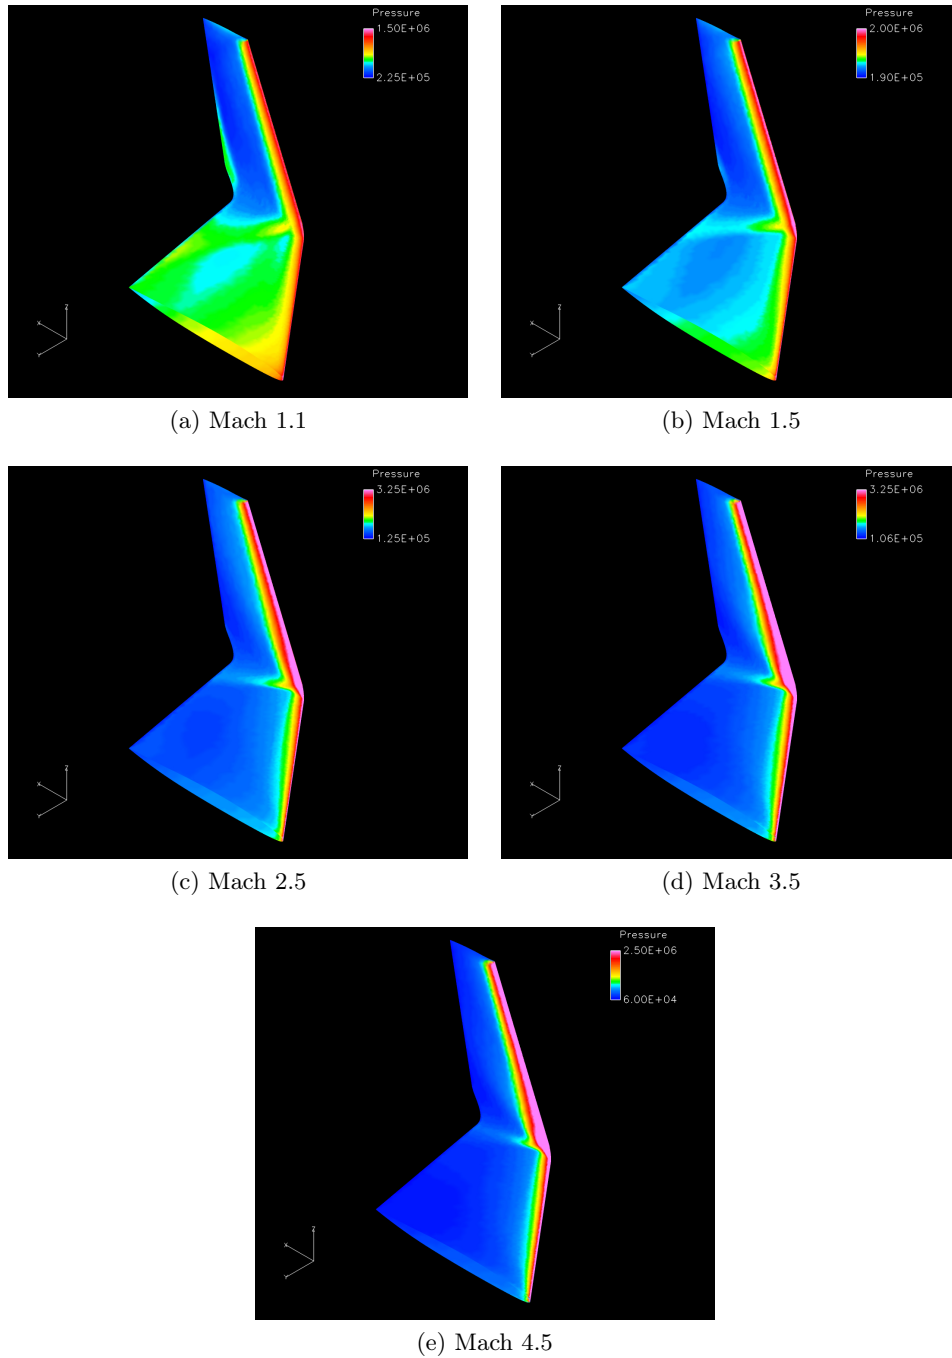 Pressure
1.50E+06
2.25E+05
Z
X
Y
(a) Mach 1.1
Pressure
2.00E+06
1.90E+05
Z
X
Y
(b) Mach 1.5
Pressure
3.25E+06
1.25E+05
Z
X
Y
(c) Mach 2.5
Pressure
3.25E+06
1.06E+05
Z
X
Y
(d) Mach 3.5
Pressure
2.50E+06
6.00E+04
Z
X
Y
(e) Mach 4.5